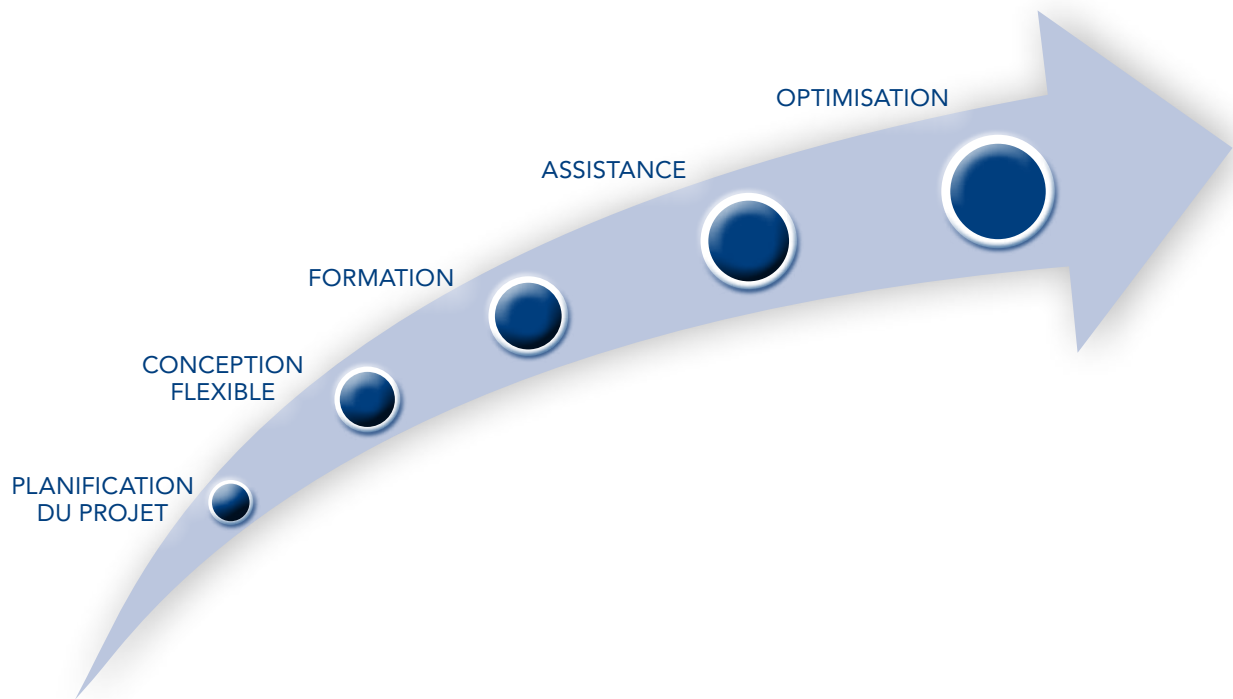 OPTIMISATION
ASSISTANCE
FORMATION
CONCEPTION
FLEXIBLE
PLANIFICATION
DU PROJET